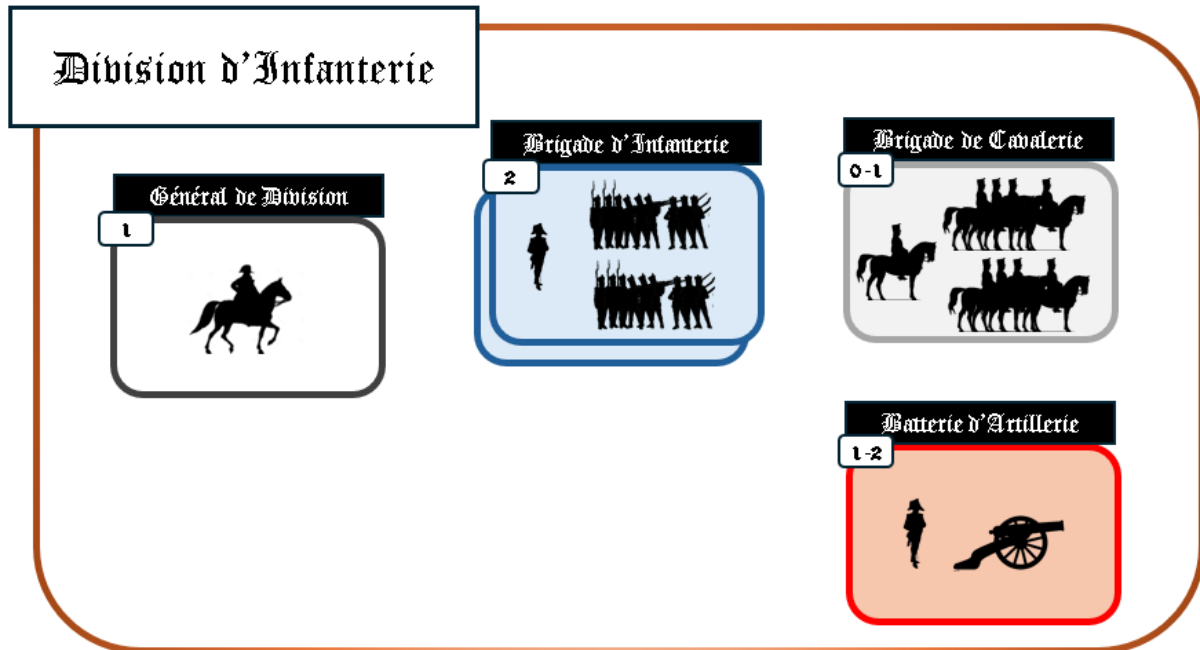 Division d'Infanterie
Général de Division
1
Brigade d'Infanterie
2
Brigade de Cavalerie
0-1
Batterie d'Artillerie
1-2